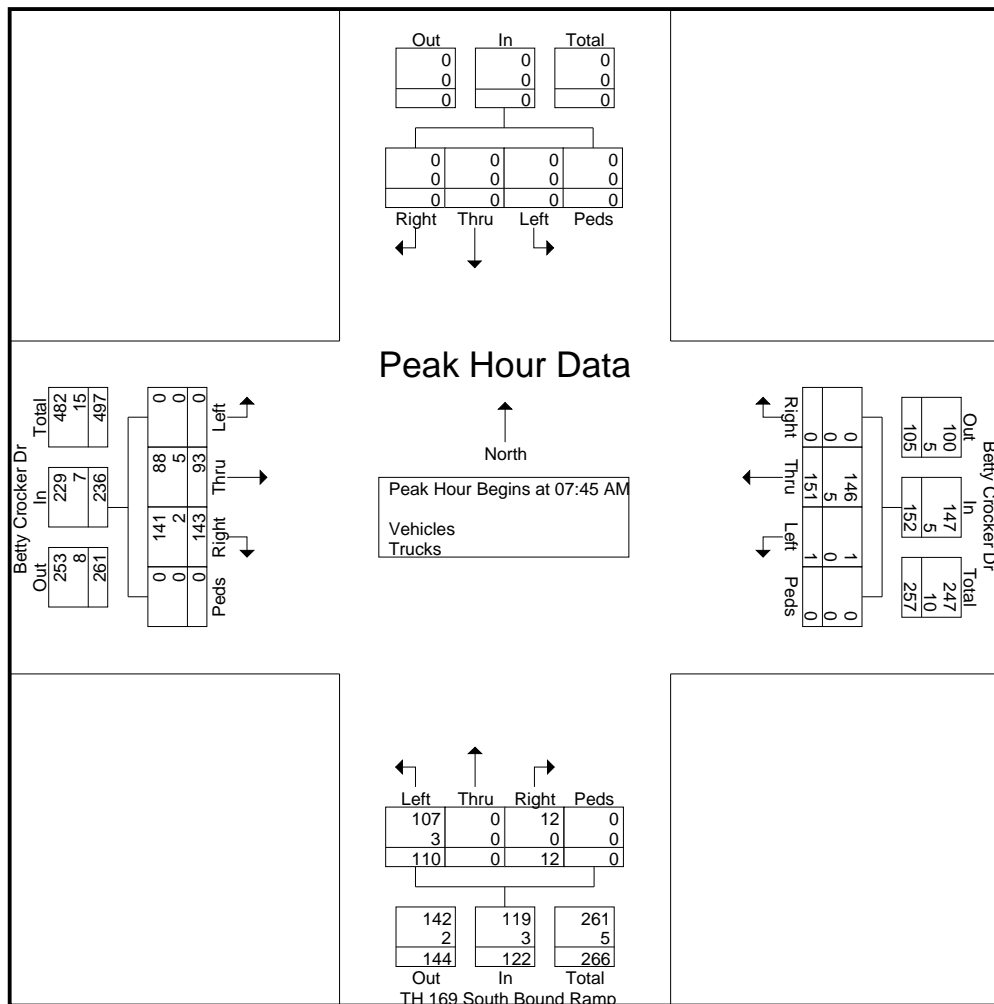 Out In Total
0 0 0
0 0 0
0 0 0
0 0 0 0
0 0 0 0
0 0 0 0
Right Thru Left Peds
Peak Hour Data
North
Peak Hour Begins at 07:45 AM
Vehicles
Trucks
Betty Crocker Dr
Total In Out
482 229 253
15 7 8
497 236 261
0 88 141 0
0 5 2 0
0 93 143 0
Left Thru Right Peds
Betty Crocker Dr
Out In Total
100 147 247
5 5 10
105 152 257
0 146 1 0
0 5 0 0
0 151 1 0
Right Thru Left Peds
Left Thru Right Peds
107 0 12 0
3 0 0 0
110 0 12 0
142 119 261
2 3 5
144 122 266
Out In Total
TH 169 South Bound Ramp